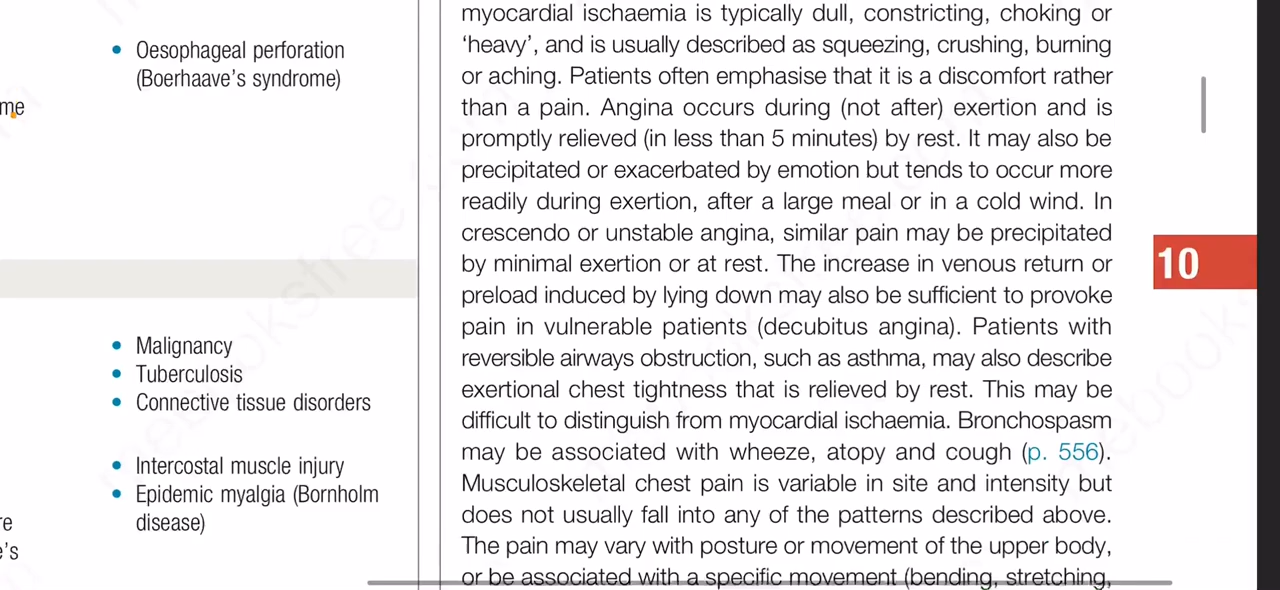 me
re
e's
• Oesophageal perforation
(Boerhaave's syndrome)
• Malignancy
• Tuberculosis
• Connective tissue disorders
• Intercostal muscle injury
• Epidemic myalgia (Bornholm
disease)
myocardial ischaemia is typically dull, constricting, choking or
‘heavy’, and is usually described as squeezing, crushing, burning
or aching. Patients often emphasise that it is a discomfort rather
than a pain. Angina occurs during (not after) exertion and is
promptly relieved (in less than 5 minutes) by rest. It may also be
precipitated or exacerbated by emotion but tends to occur more
readily during exertion, after a large meal or in a cold wind. In
crescendo or unstable angina, similar pain may be precipitated
by minimal exertion or at rest. The increase in venous return or
preload induced by lying down may also be sufficient to provoke
pain in vulnerable patients (decubitus angina). Patients with
reversible airways obstruction, such as asthma, may also describe
exertional chest tightness that is relieved by rest. This may be
difficult to distinguish from myocardial ischaemia. Bronchospasm
may be associated with wheeze, atopy and cough (p. 556).
Musculoskeletal chest pain is variable in site and intensity but
does not usually fall into any of the patterns described above.
The pain may vary with posture or movement of the upper body,
or be associated with a specific movement (bending, stretching,
10